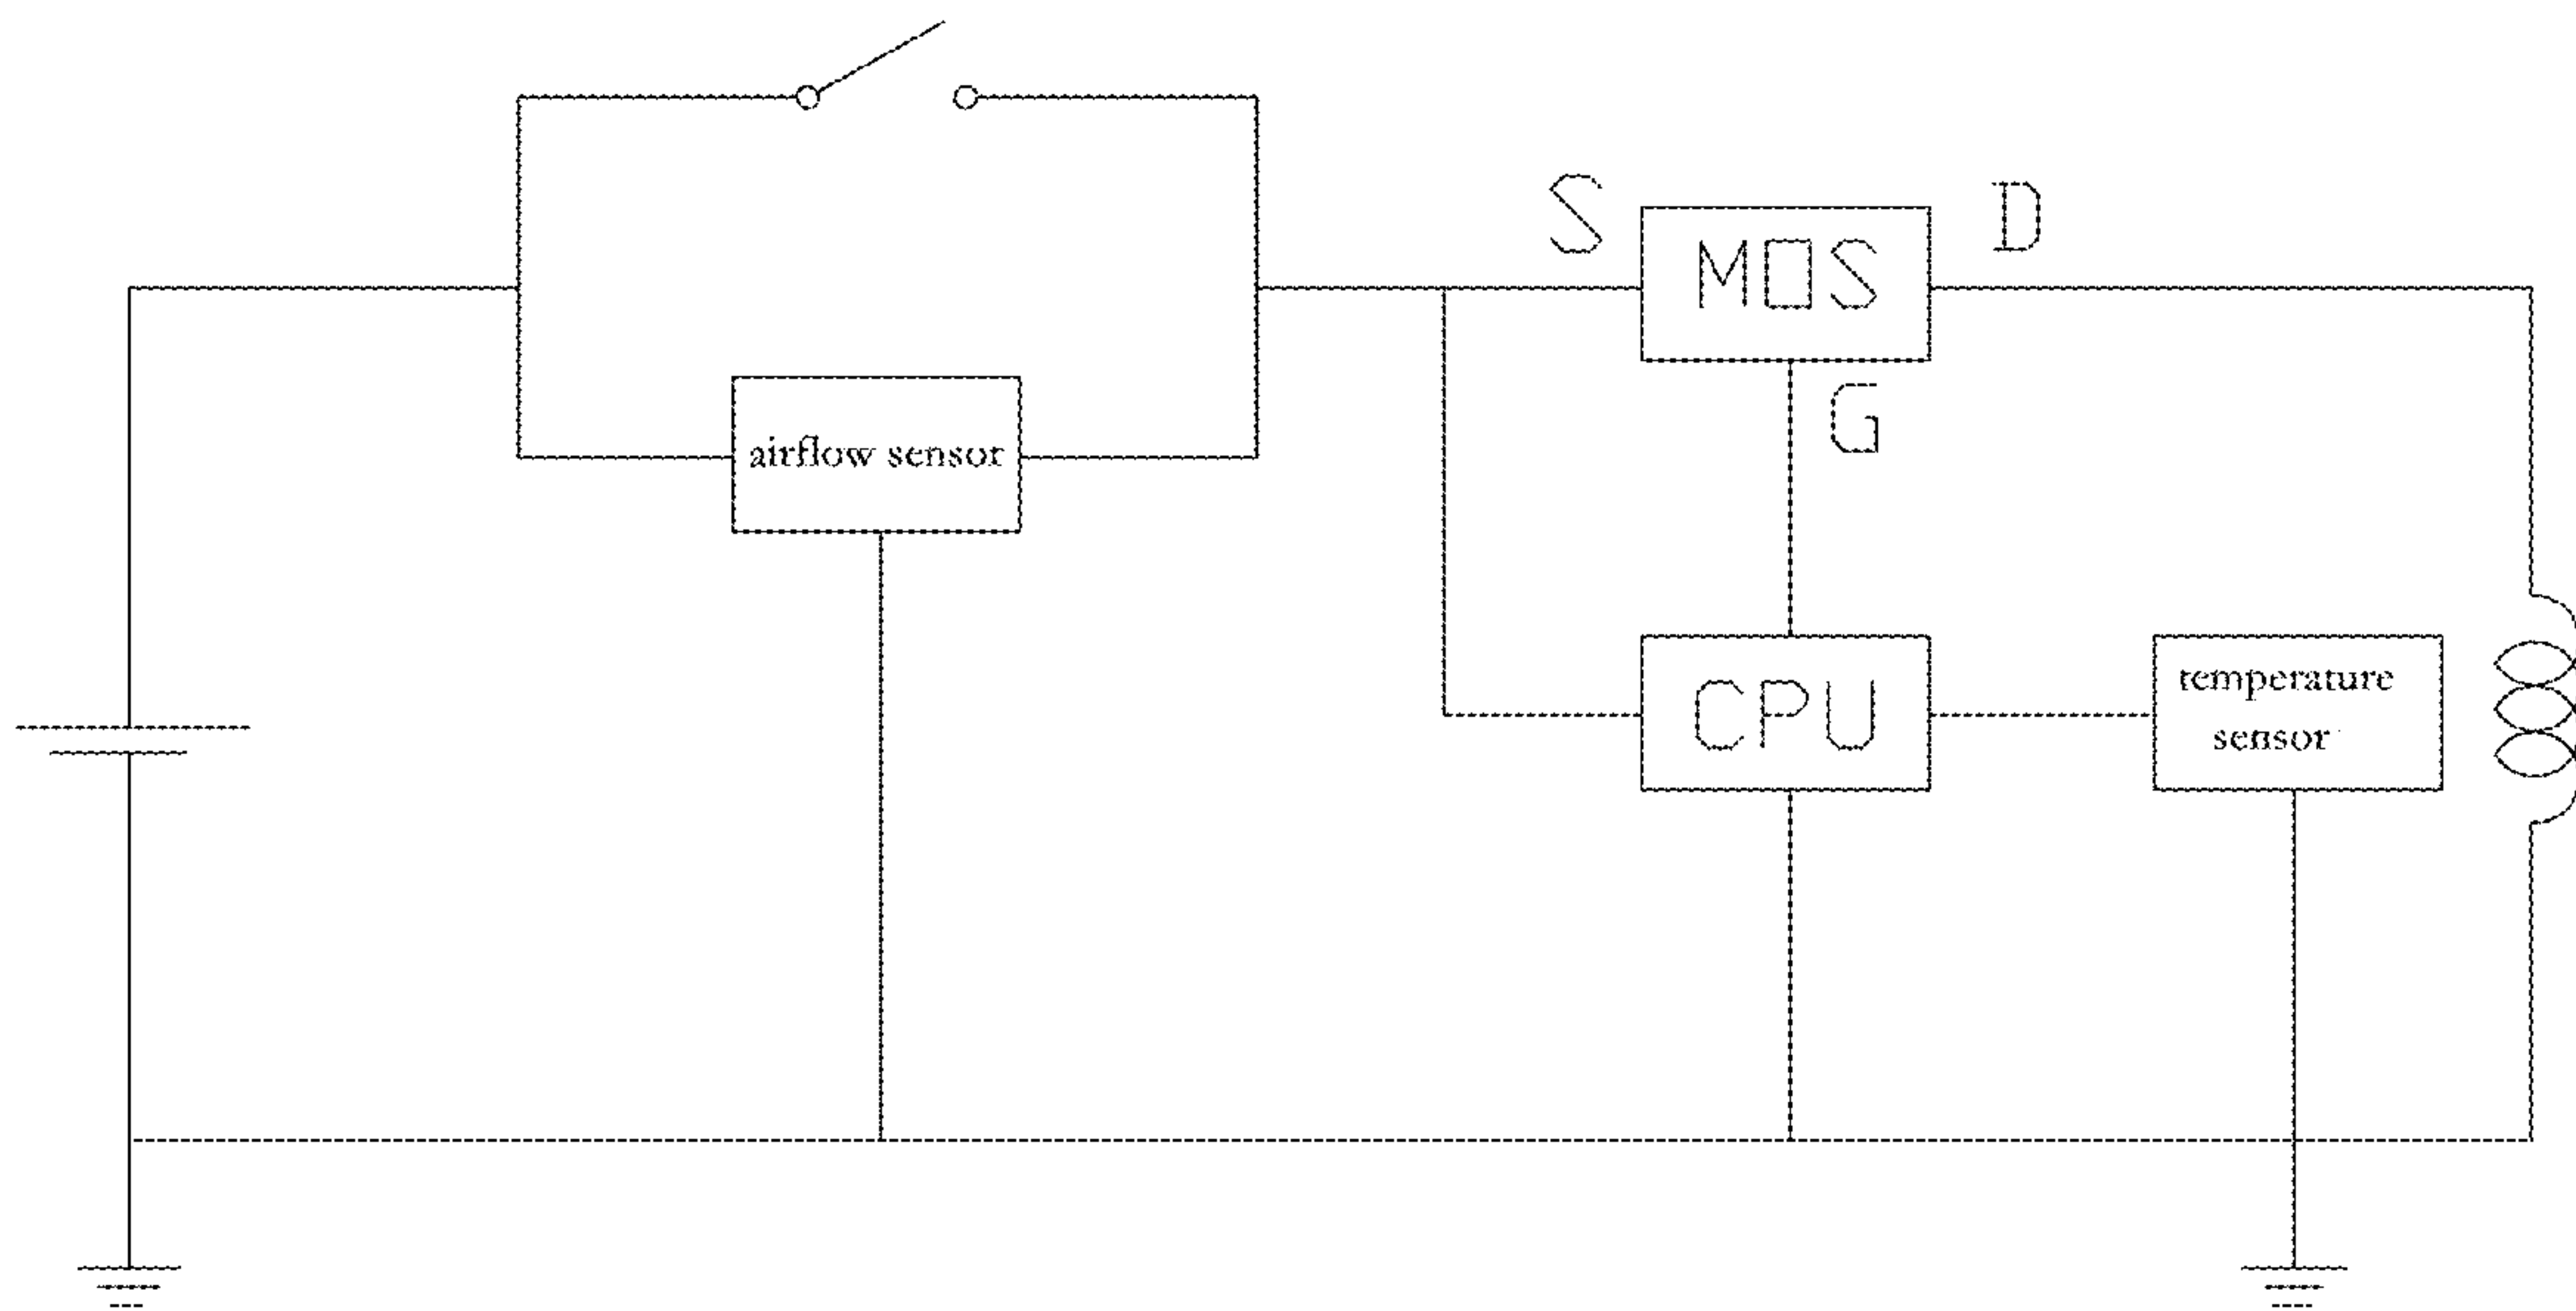 S
MOS
D
G
airflow sensor
CPU
temperature
sensor